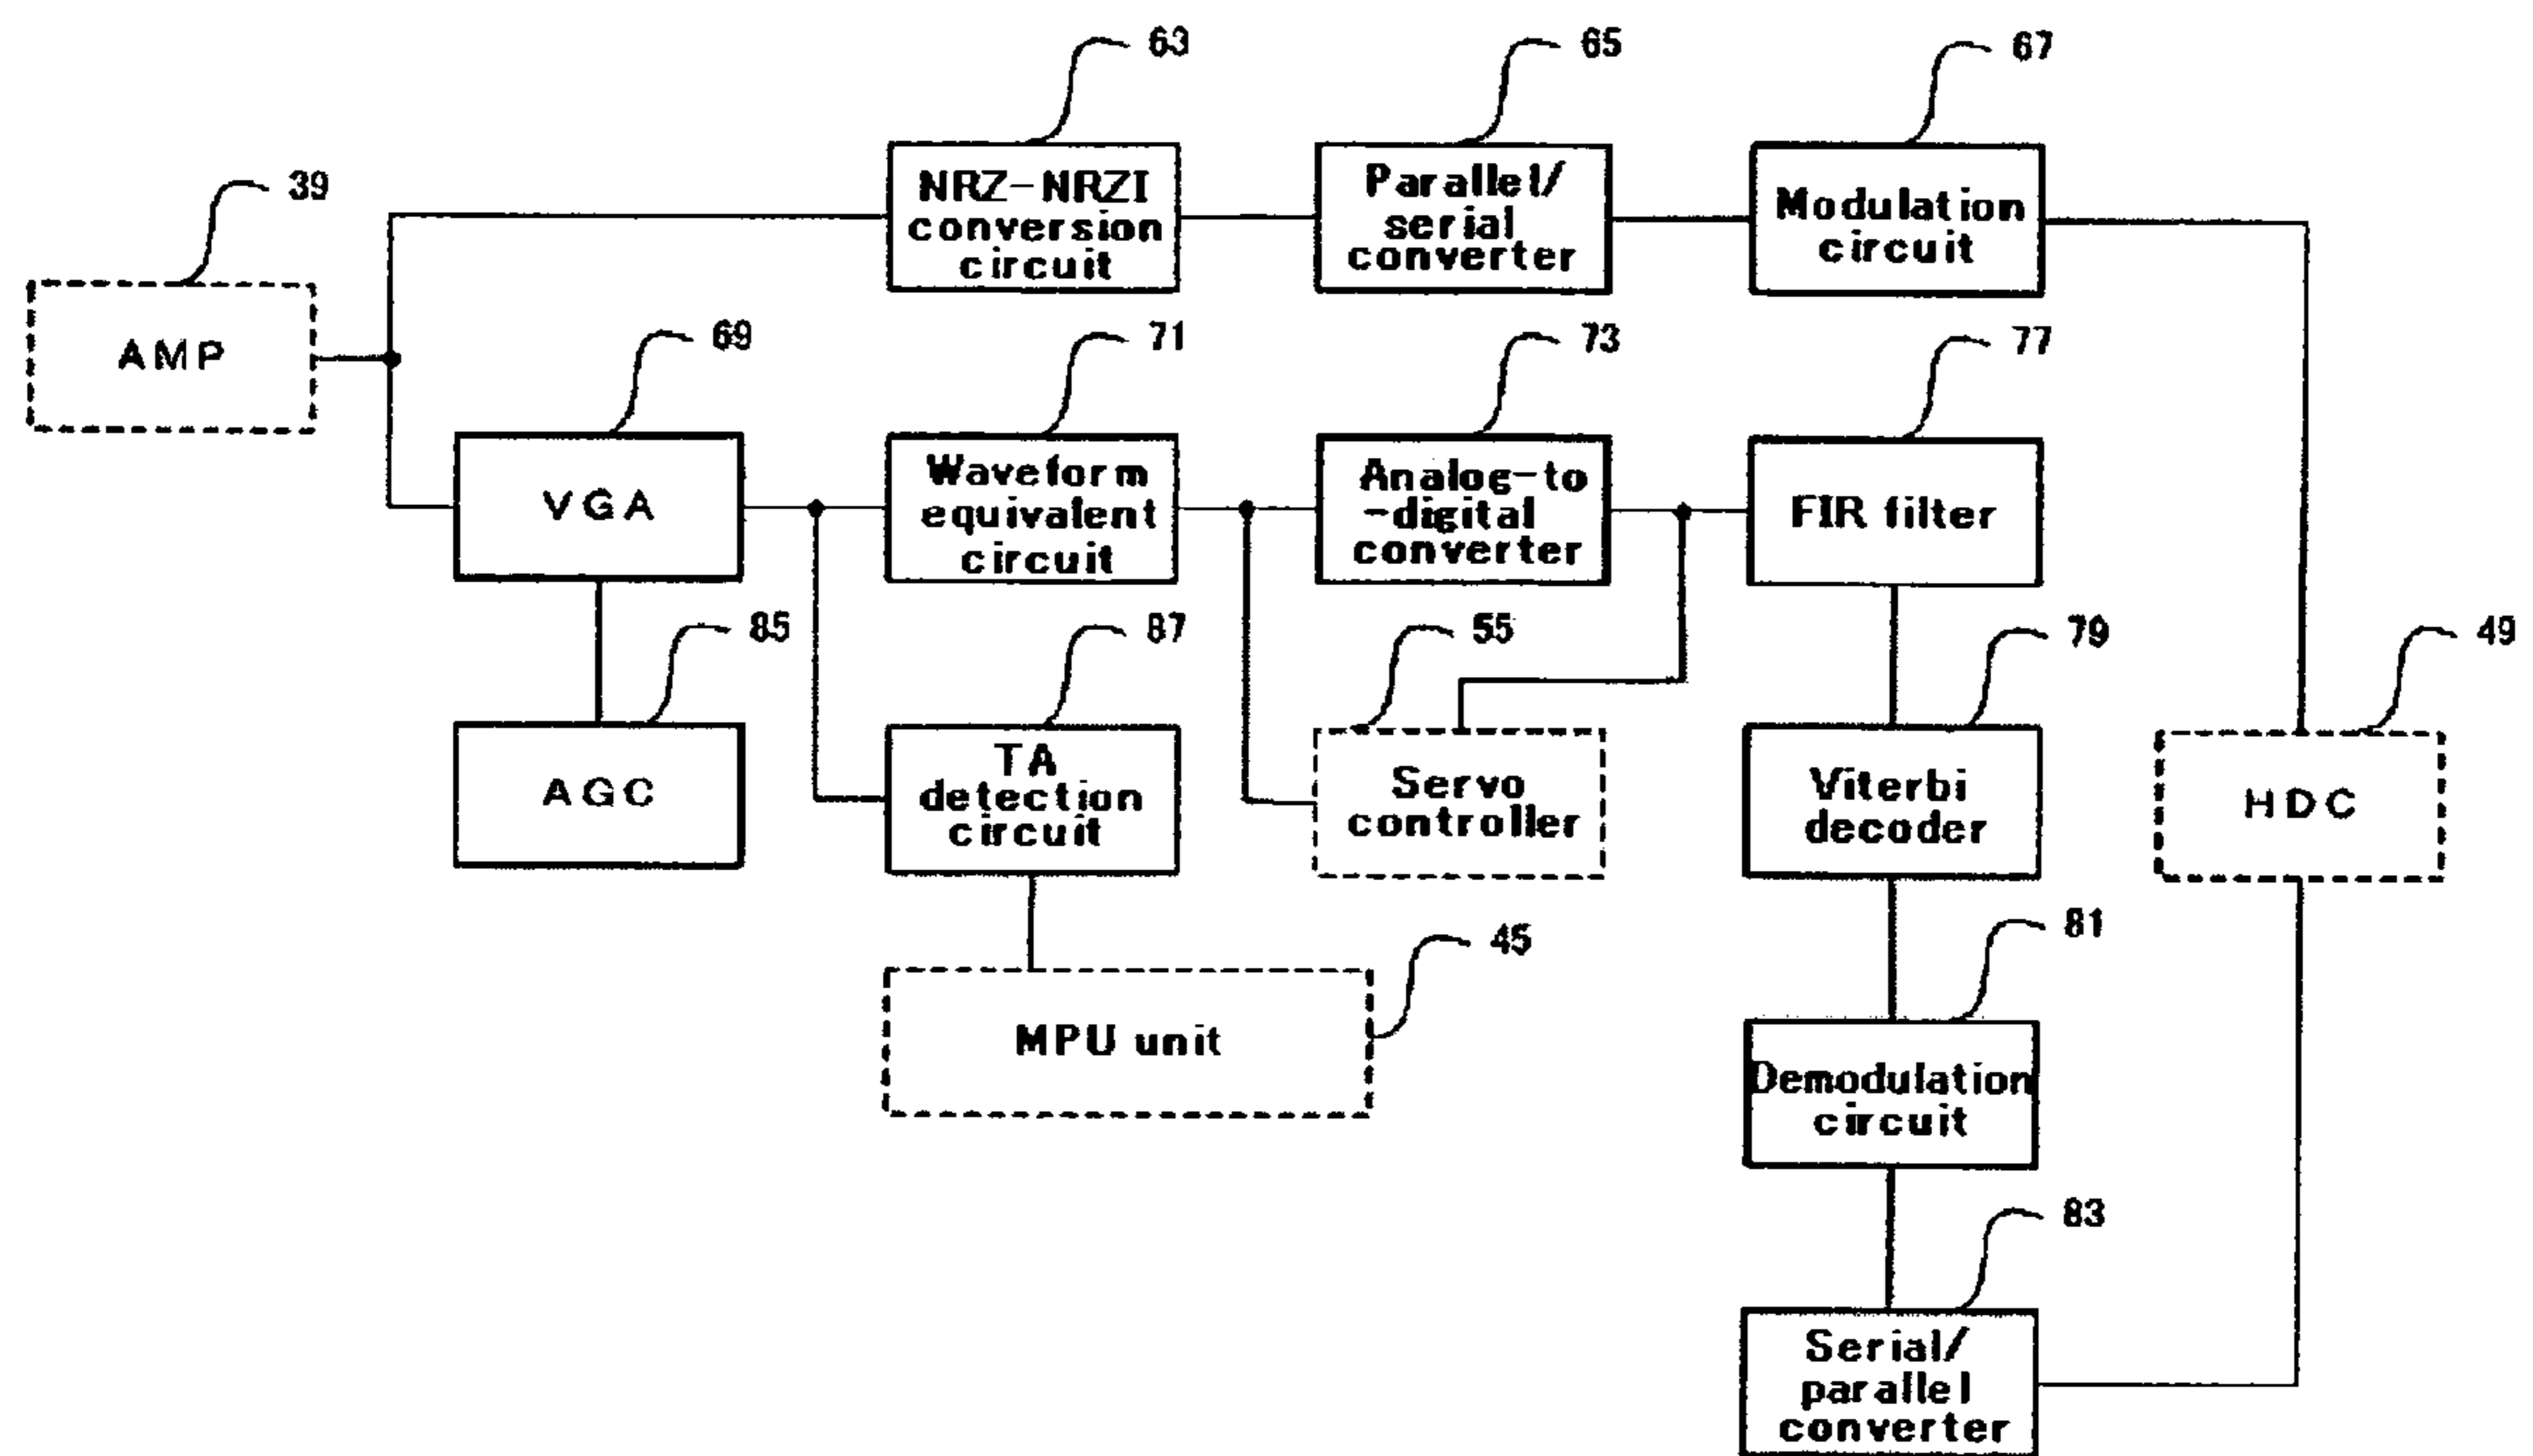 63
65
67
39
NRZ-NRZI
conversion
circuit
Parallel/
serial
converter
Modulation
circuit
AMP
69
71
73
77
VGA
Waveform
equivalent
circuit
Analog-to
-digital
converter
FIR filter
85
87
55
79
49
AGC
TA
detection
circuit
Servo
controller
Viterbi
decoder
HDC
45
81
MPU unit
Demodulation
circuit
83
Serial/
parallel
converter